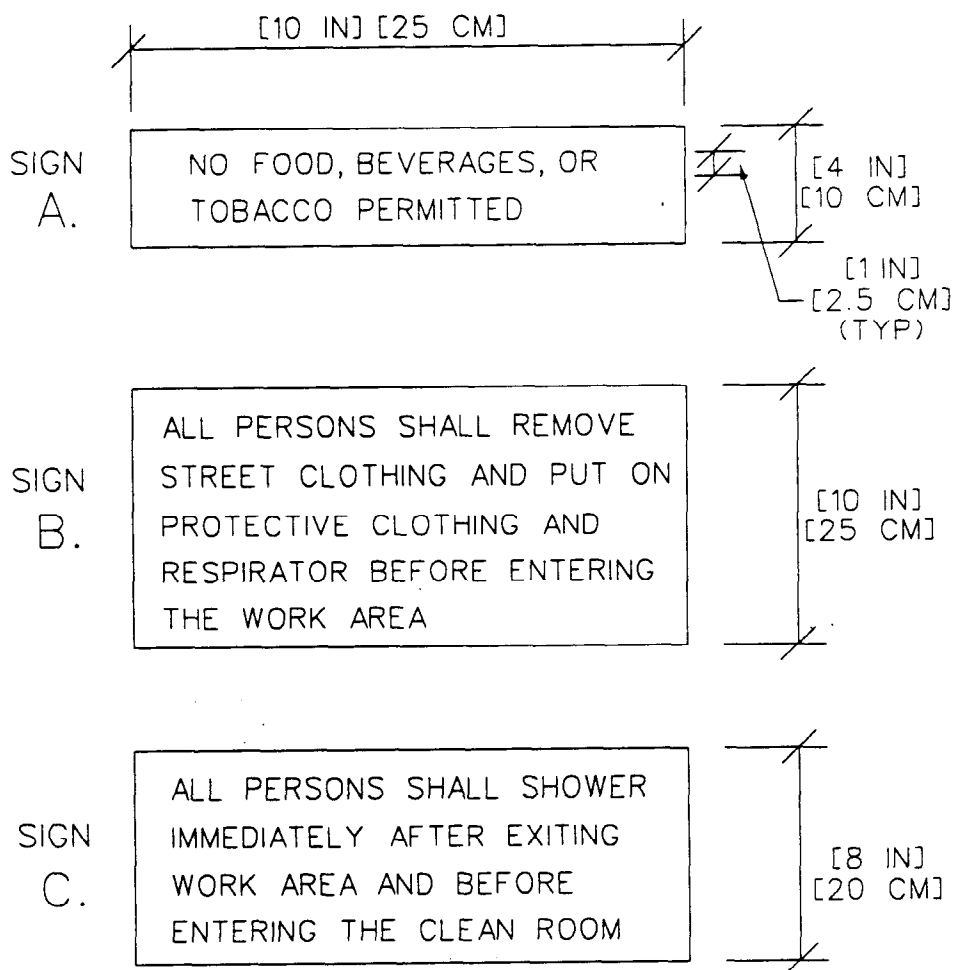 [10 IN] [25 CM]
SIGN
A.
NO FOOD, BEVERAGES, OR
TOBACCO PERMITTED
[4 IN]
[10 CM]
[1 IN]
[2.5 CM]
(TYP)
SIGN
B.
ALL PERSONS SHALL REMOVE
STREET CLOTHING AND PUT ON
PROTECTIVE CLOTHING AND
RESPIRATOR BEFORE ENTERING
THE WORK AREA
[10 IN]
[25 CM]
SIGN
C.
ALL PERSONS SHALL SHOWER
IMMEDIATELY AFTER EXITING
WORK AREA AND BEFORE
ENTERING THE CLEAN ROOM
[8 IN]
[20 CM]